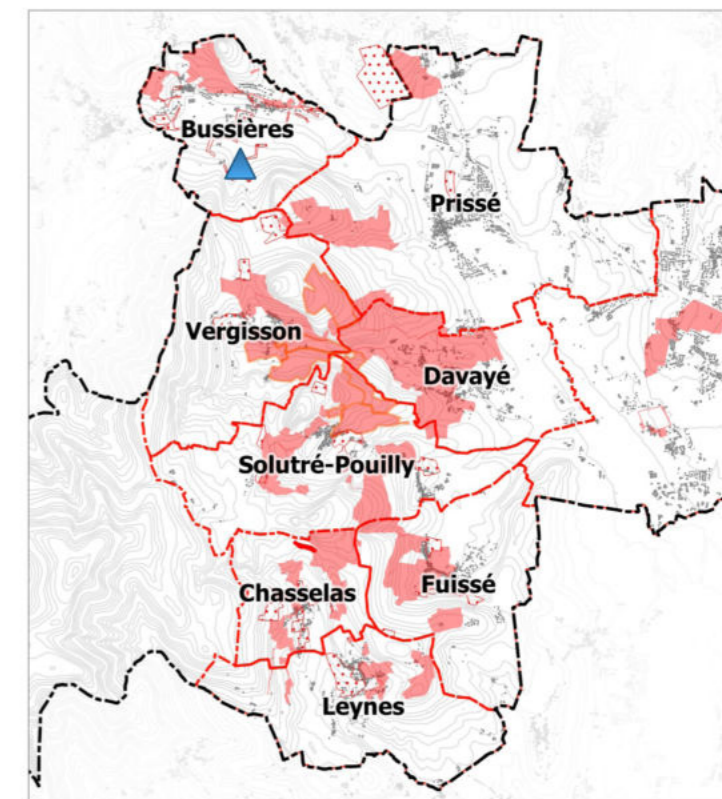 Bussières
Prissé
Vergisson
Davayé
Solutré-Pouilly
Chasselas
Fuissé
Leynes